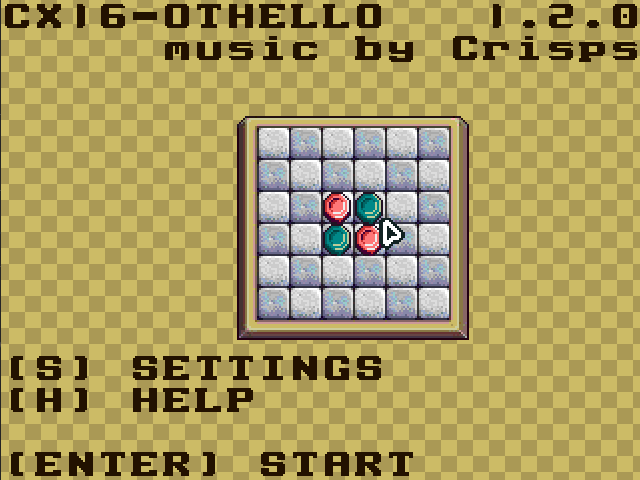 CX16-OTHELLO 1.2.0
music by Crisps
(S) SETTINGS
(H) HELP
(ENTER) START